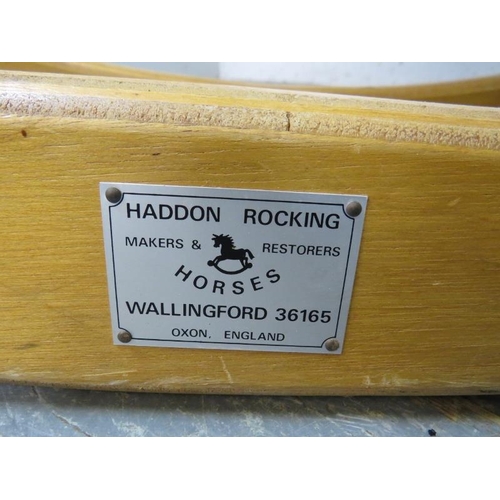 HADDON ROCKING
MAKERS & RESTORERS
HORSES
WALLINGFORD 36165
OXON, ENGLAND